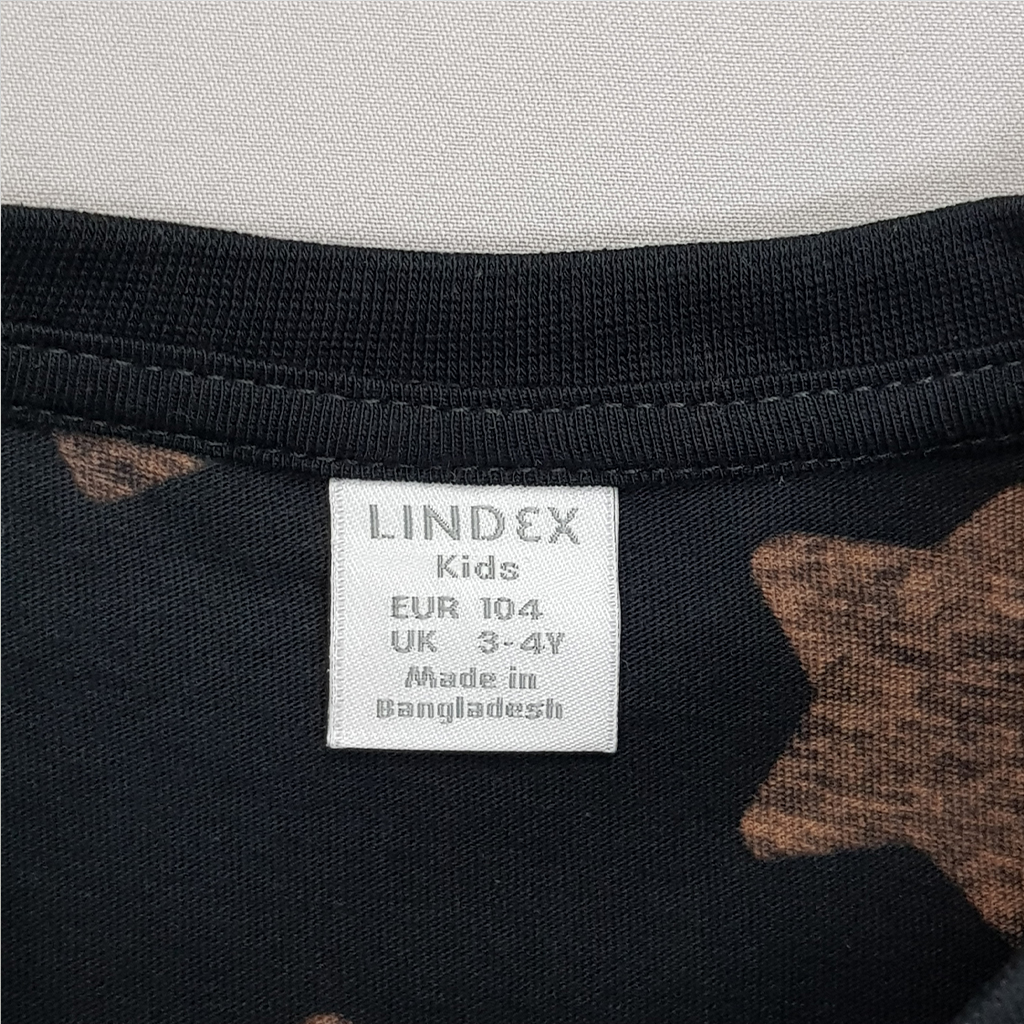 LINDEX
Kids
EUR 104
UK 3-4Y
Made in
Bangladesh